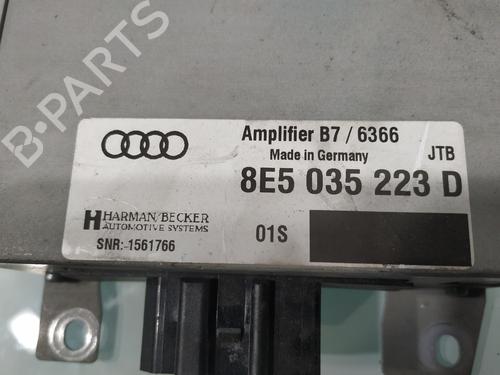 B-PARTS
Amplifier B7 / 6366
Made in Germany
JTB
8E5 035 223 D
H HARMAN/BECKER
AUTOMOTIVE SYSTEMS
SNR: 1561766
01S